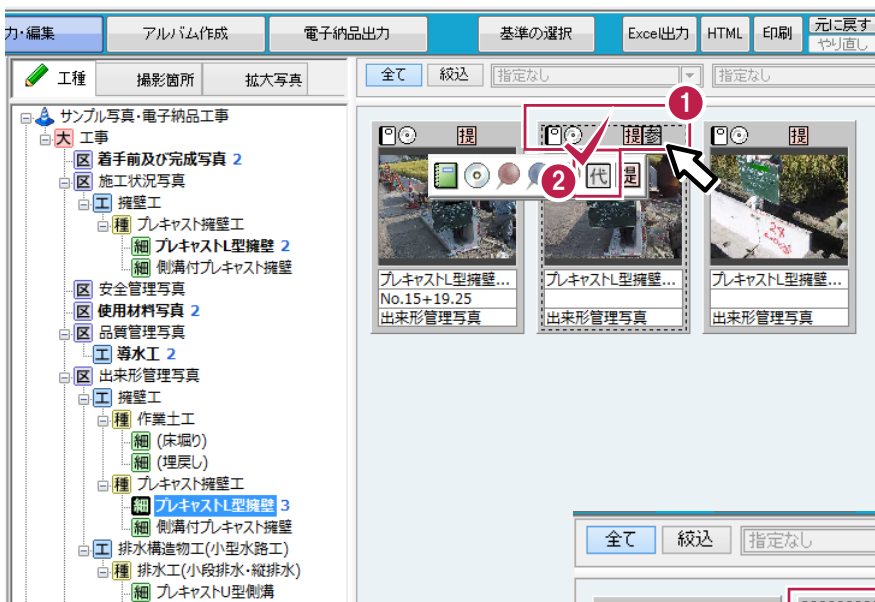 力・編集
アルバム作成
電子納品出力
基準の選択
Excel出力
HTML
印刷
元に戻す
やり直し
工種
撮影箇所
拡大写真
全て
絞込
指定なし
指定なし
サンプル写真・電子納品工事
大 工事
区 着手前及び完成写真 2
区 施工状況写真
工 擁壁工
種 プレキャスト擁壁工
細 プレキャストL型擁壁 2
細 側溝付プレキャスト擁壁
区 安全管理写真
区 使用材料写真 2
区 品質管理写真
工 導水工 2
区 出来形管理写真
工 擁壁工
種 作業土工
細 (床堀り)
細 (埋戻し)
種 プレキャスト擁壁工
細 プレキャストL型擁壁 3
細 側溝付プレキャスト擁壁
工 排水構造物工(小型水路工)
種 排水工(小段排水・縦排水)
細 プレキャストU型側溝
1
提
提参
提
2
代
提
プレキャストL型擁壁...
No.15+19.25
出来形管理写真
プレキャストL型擁壁...
出来形管理写真
プレキャストL型擁壁...
出来形管理写真
全て
絞込
指定なし